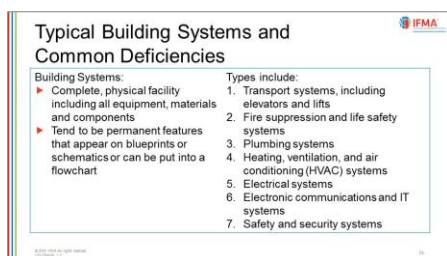 Typical Building Systems and
Common Deficiencies
IFMA
Building Systems:
▶ Complete, physical facility
including all equipment, materials
and components
▶ Tend to be permanent features
that appear on blueprints or
schematics or can be put into a
flowchart
Types include:
1. Transport systems, including
elevators and lifts
2. Fire suppression and life safety
systems
3. Plumbing systems
4. Heating, ventilation, and air
conditioning (HVAC) systems
5. Electrical systems
6. Electronic communications and IT
systems
7. Safety and security systems